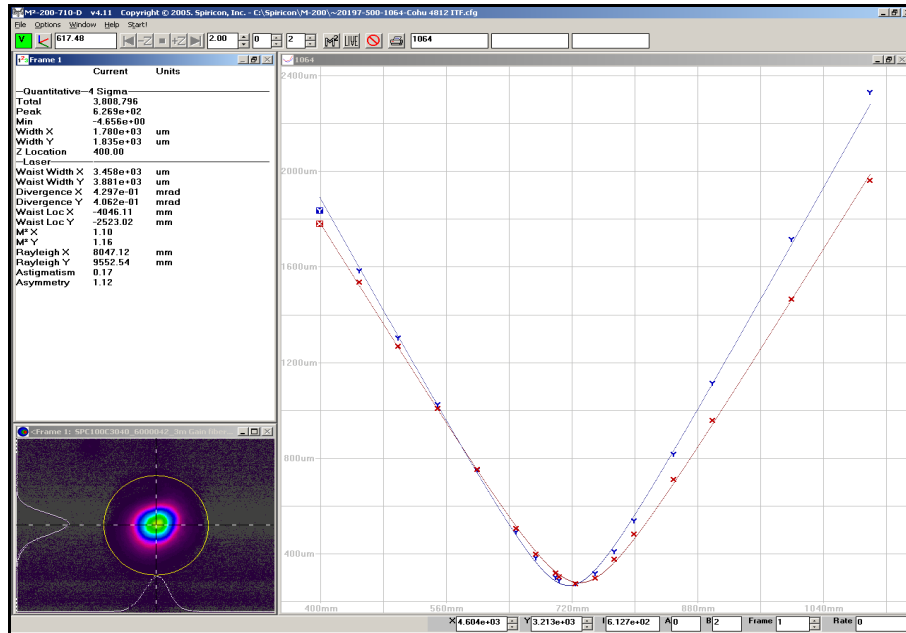 M²-200-710-D v4.11 Copyright © 2005. Spiricon, Inc. - C:\Spiricon\M-200\~20197-500-1064-Cohu 4812 ITF.cfg
File Options Window Help Start!
V 617.48 -Z +Z 2.00 0 2 M² LIVE 1064
Frame 1
Current Units
Quantitative 4 Sigma
Total 3,808,796
Peak 6.269e+02
Min -4.656e+00
Width X 1.780e+03 um
Width Y 1.835e+03 um
Z Location 400.00
Laser
Waist Width X 3.458e+03 um
Waist Width Y 3.881e+03 um
Divergence X 4.297e-01 mrad
Divergence Y 4.062e-01 mrad
Waist Loc X -4046.11 mm
Waist Loc Y -2523.02 mm
M² X 1.10
M² Y 1.16
Rayleigh X 8047.12 mm
Rayleigh Y 9552.54 mm
Astigmatism 0.17
Asymmetry 1.12
<Frame 1: SPC100C3040_6000042_3m Gain fiber...
1064
2400um
2000um
1600um
1200um
800um
400um
400mm 560mm 720mm 800mm 1040mm
X 4.604e+03 Y 3.213e+03 I 6.127e+02 A 0 B 2 Frame 1 Rate 0